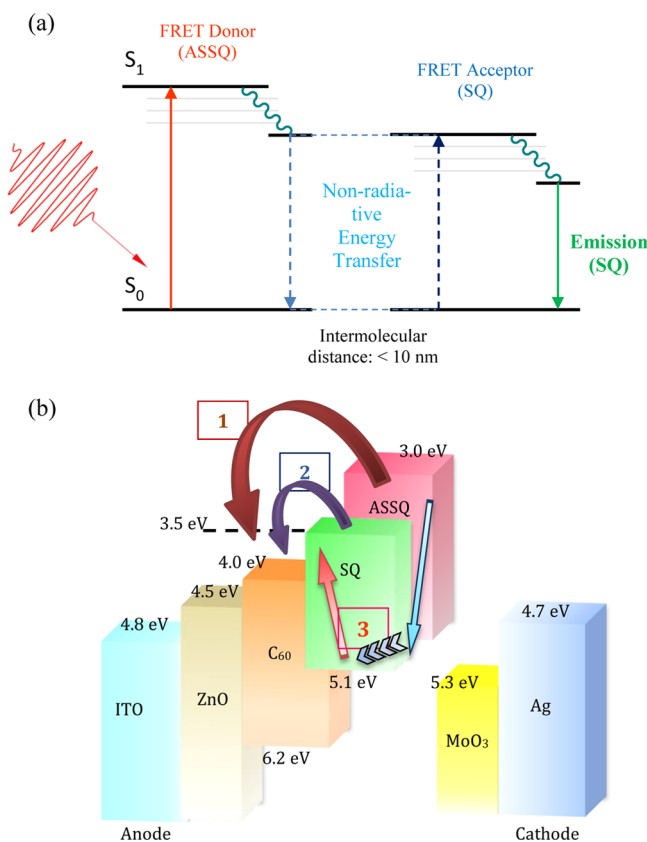 (a)
FRET Donor
(ASSQ)
S1
FRET Acceptor
(SQ)
Non-radia-
tive
Energy
Transfer
Emission
(SQ)
S0
Intermolecular
distance: < 10 nm
(b)
1
2
3.0 eV
ASSQ
3.5 eV
4.0 eV
SQ
4.5 eV
4.8 eV
4.7 eV
3
C60
ZnO
ITO
5.1 eV
5.3 eV
Ag
MoO3
6.2 eV
Anode
Cathode